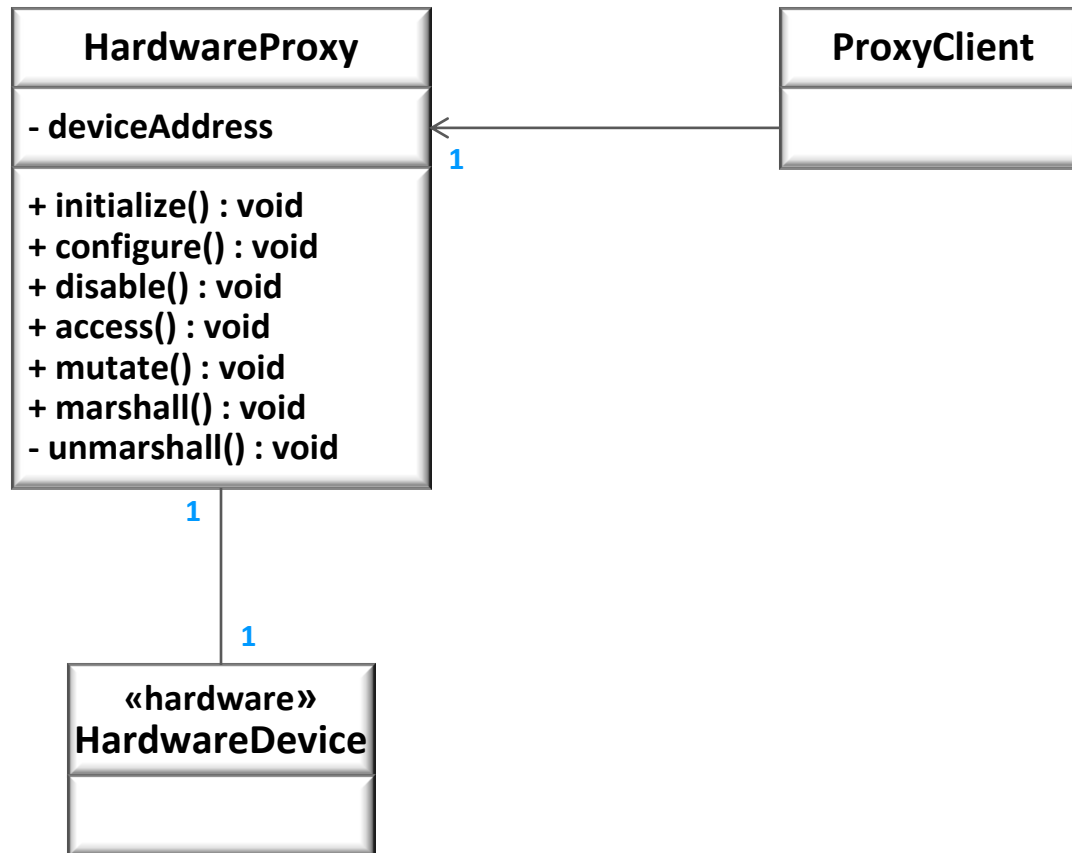 HardwareProxy
- deviceAddress
+ initialize() : void
+ configure() : void
+ disable() : void
+ access() : void
+ mutate() : void
+ marshall() : void
- unmarshall() : void
ProxyClient
1
1
1
«hardware»
HardwareDevice